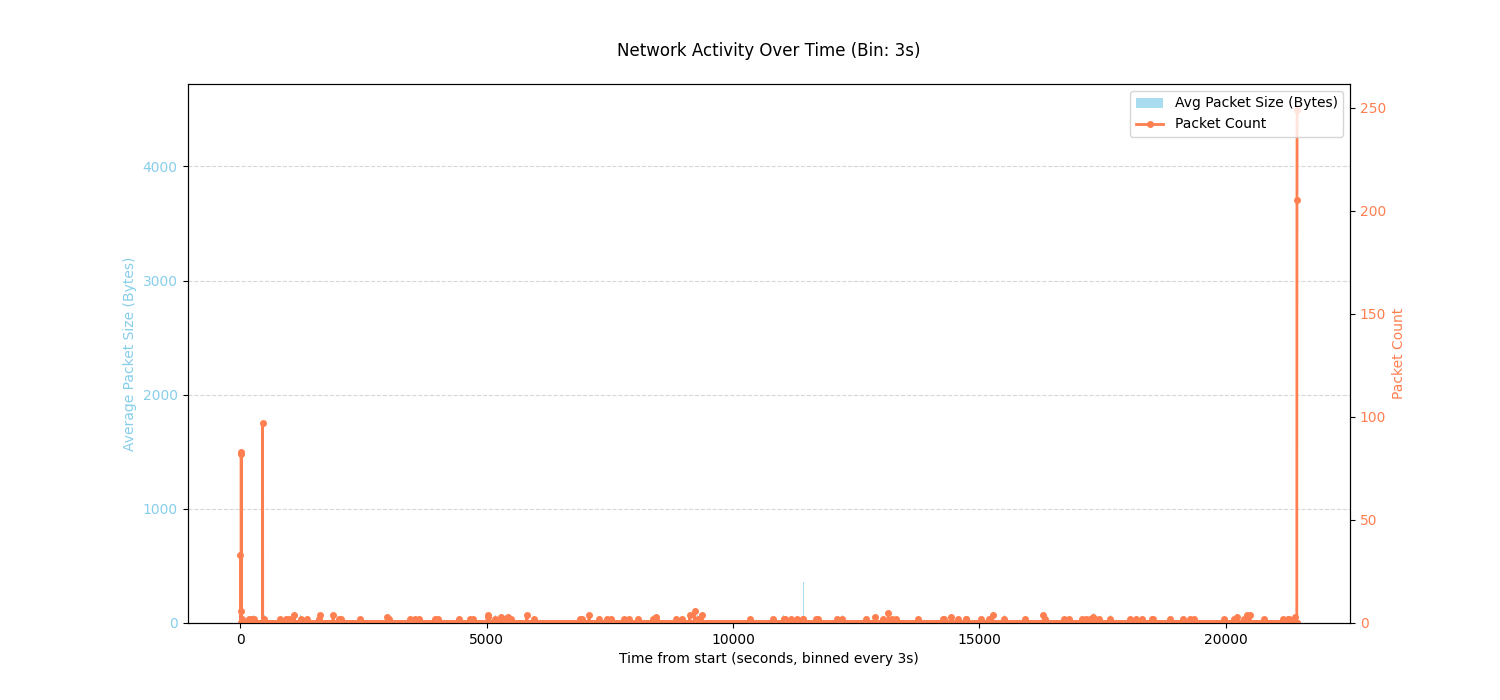 Network Activity Over Time (Bin: 3s)
Avg Packet Size (Bytes)
Packet Count
4000
3000
2000
1000
0
Average Packet Size (Bytes)
250
200
150
100
50
0
Packet Count
0
5000
10000
15000
20000
Time from start (seconds, binned every 3s)